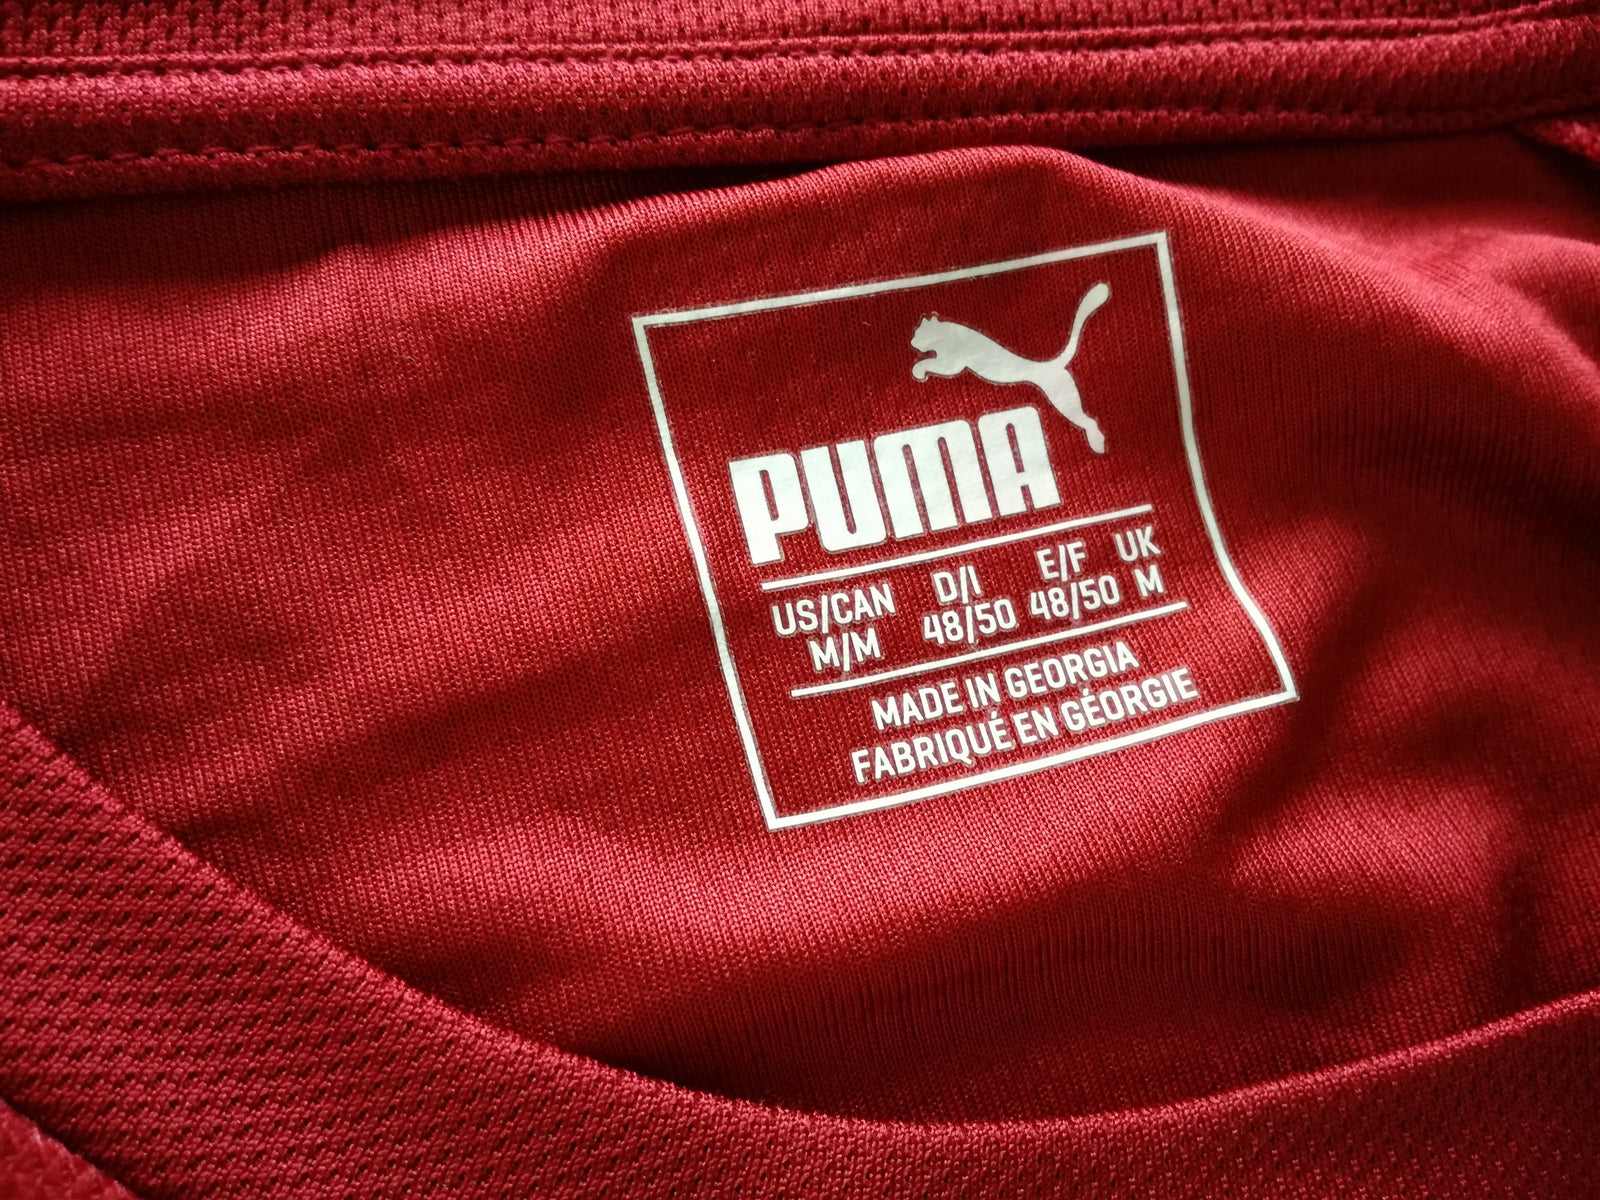 PUMA
US/CAN D/I E/F UK
M/M 48/50 48/50 M
MADE IN GEORGIA
FABRIQUÉ EN GÉORGIE